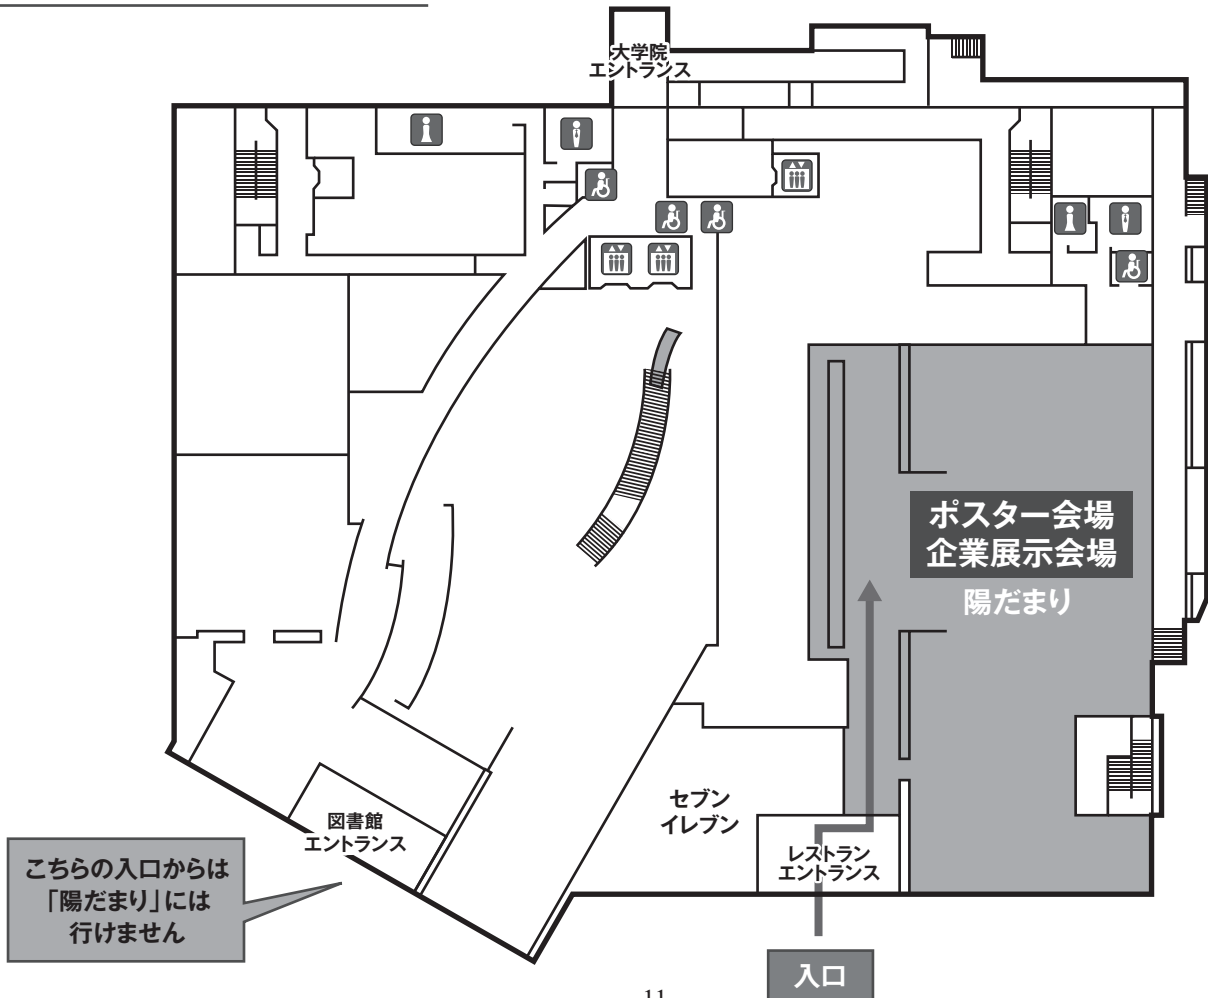 大学院
エントランス
ポスター会場
企業展示会場
陽だまり
セブン
イレブン
図書館
エントランス
レストラン
エントランス
こちらの入口からは
「陽だまり」には
行けません
入口
11